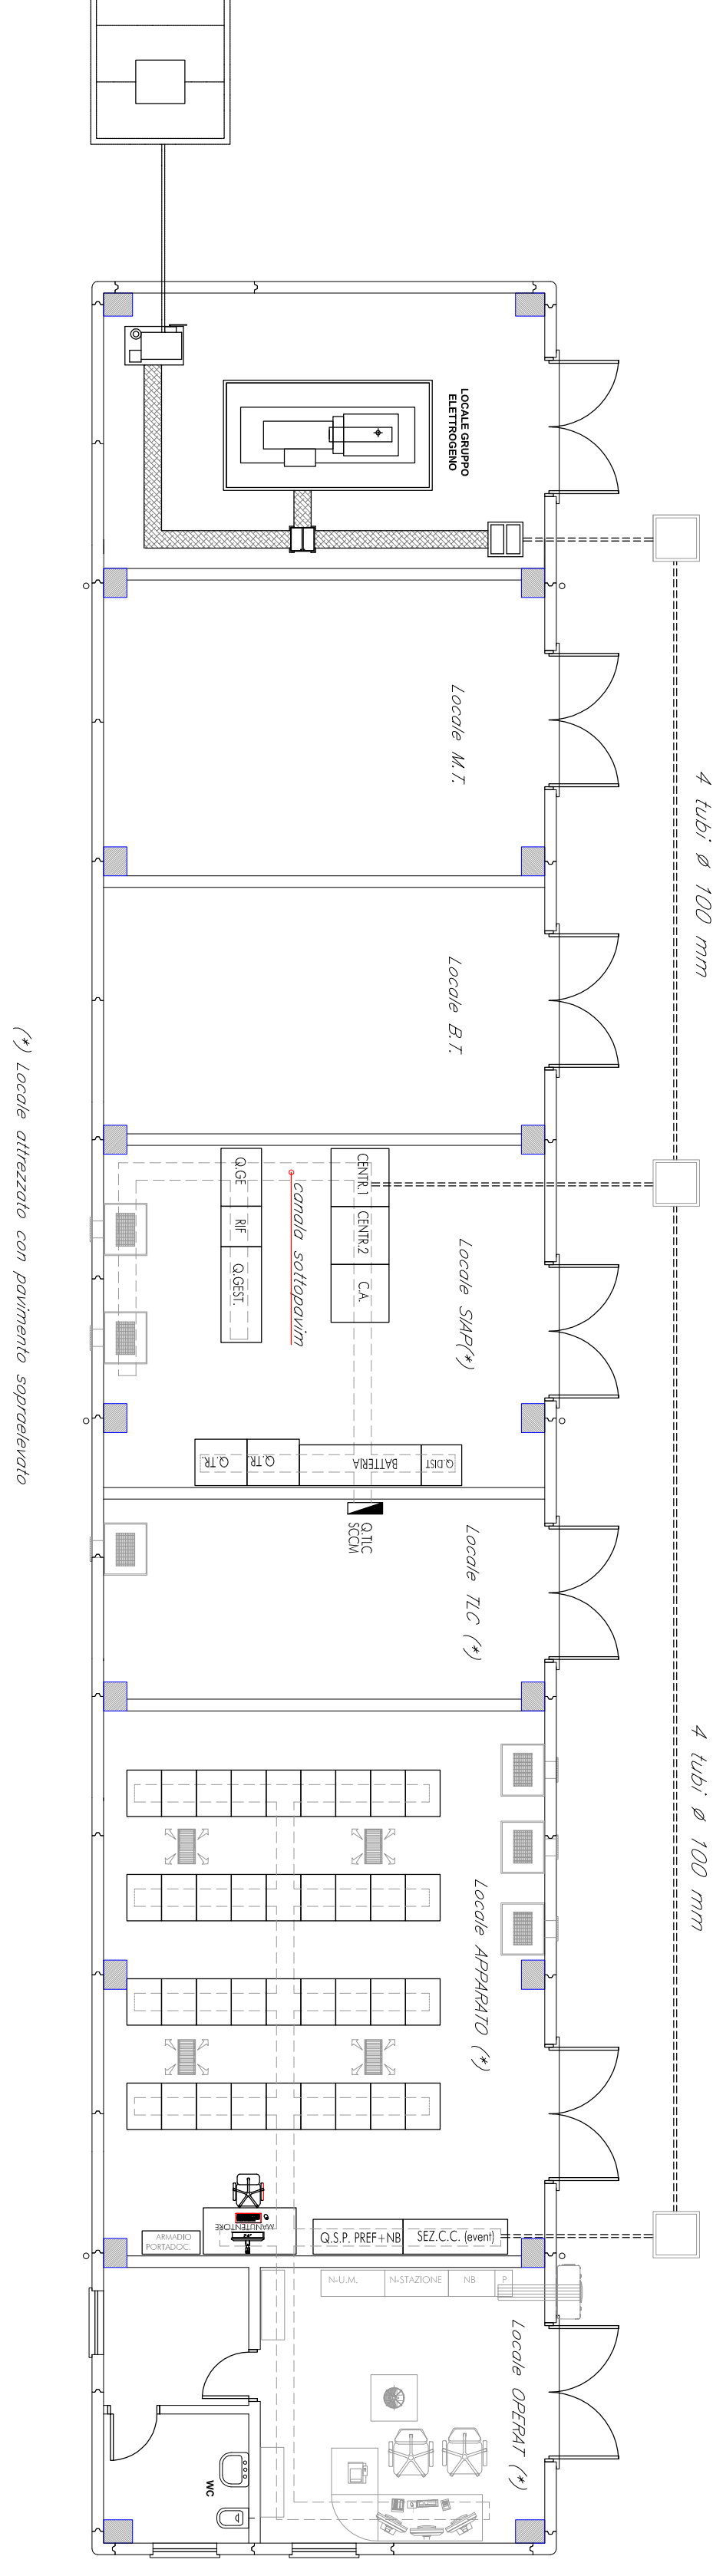 LOCALE GRUPPO
ELETTROGENO
Locale M.T.
4 tubi ø 100 mm
Locale B.T.
(*) Locale attrezzato con pavimento sopraelevato
Q.GE
RIF
Q.GEST.
canala sottopavim
CENTR.1
CENTR.2
C.A.
Locale SIAP(*)
Q.TR.
Q.TR.
BATTERIA
Q.DIST
Q.TLC
SCCM
Locale TLC (*)
4 tubi ø 100 mm
Locale APPARATO (*)
ARMADIO
PORTADOC.
MANUTENTORE
Q.S.P. PREF+NB
SEZ.C.C. (event)
N-U.M.
N-STAZIONE
NB
P
Locale OPERAT (*)
WC